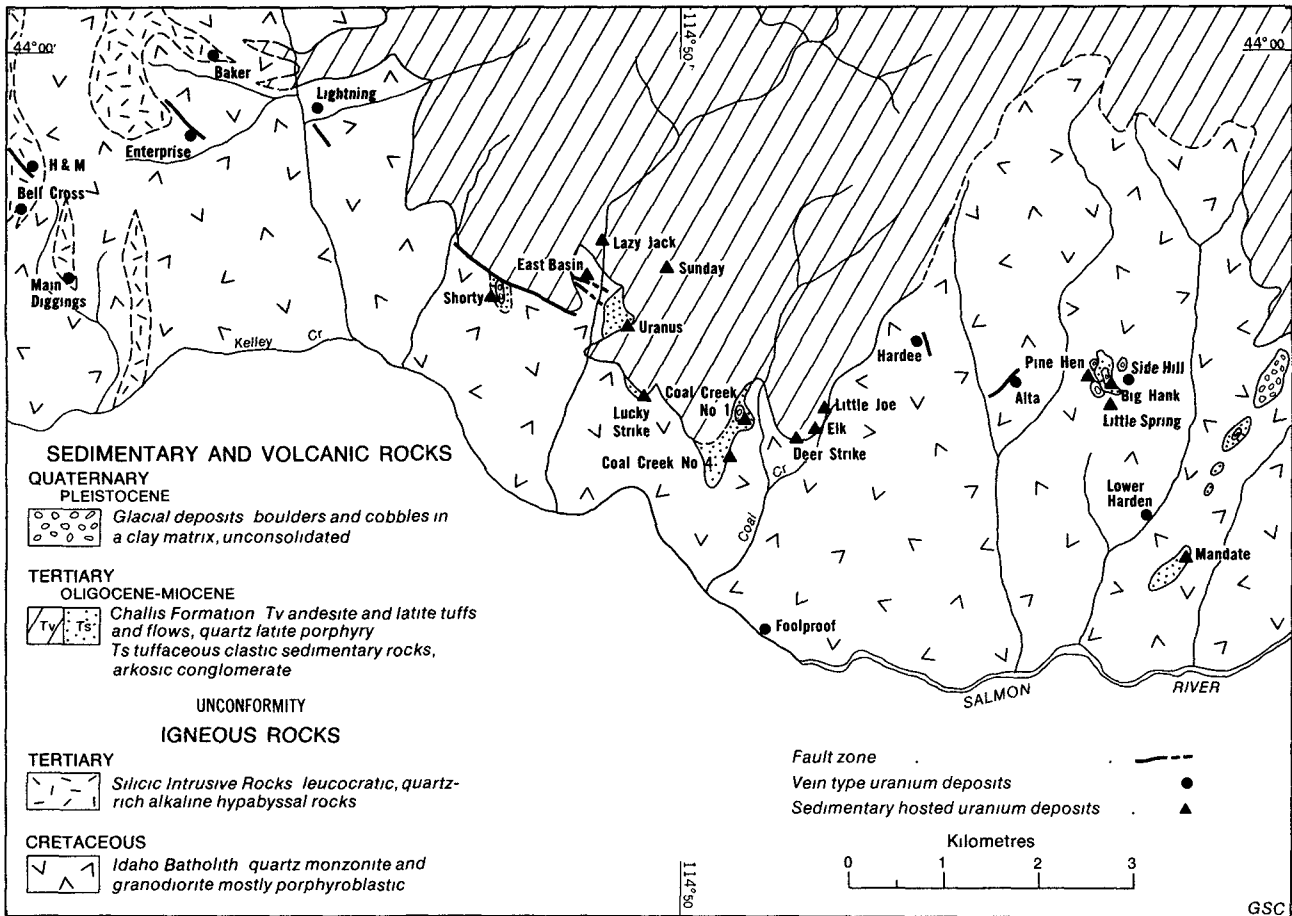 44°00'
114°50'
44°00
Baker
Lightning
Enterprise
H & M
Bell Cross
Main
Diggings
Kelley Cr
Lazy Jack
East Basin
Sunday
Shorty
Uranus
Hardee
Pine Hen
Side Hill
Alta
Big Hank
Little Spring
Coal Creek
No 1
Lucky
Strike
Little Joe
Elk
Deer Strike
Coal Creek No 4
Coal Cr
Lower
Harden
Mandate
Foolproof
SALMON RIVER
SEDIMENTARY AND VOLCANIC ROCKS
QUATERNARY
PLEISTOCENE
Glacial deposits boulders and cobbles in
a clay matrix, unconsolidated
TERTIARY
OLIGOCENE-MIOCENE
Tv Ts
Challis Formation Tv andesite and latite tuffs
and flows, quartz latite porphyry
Ts tuffaceous clastic sedimentary rocks,
arkosic conglomerate
UNCONFORMITY
IGNEOUS ROCKS
TERTIARY
Silicic Intrusive Rocks leucocratic, quartz-
rich alkaline hypabyssal rocks
CRETACEOUS
Idaho Batholith quartz monzonite and
granodiorite mostly porphyroblastic
Fault zone
Vein type uranium deposits
Sedimentary hosted uranium deposits
Kilometres
0 1 2 3
114°50'
GSC